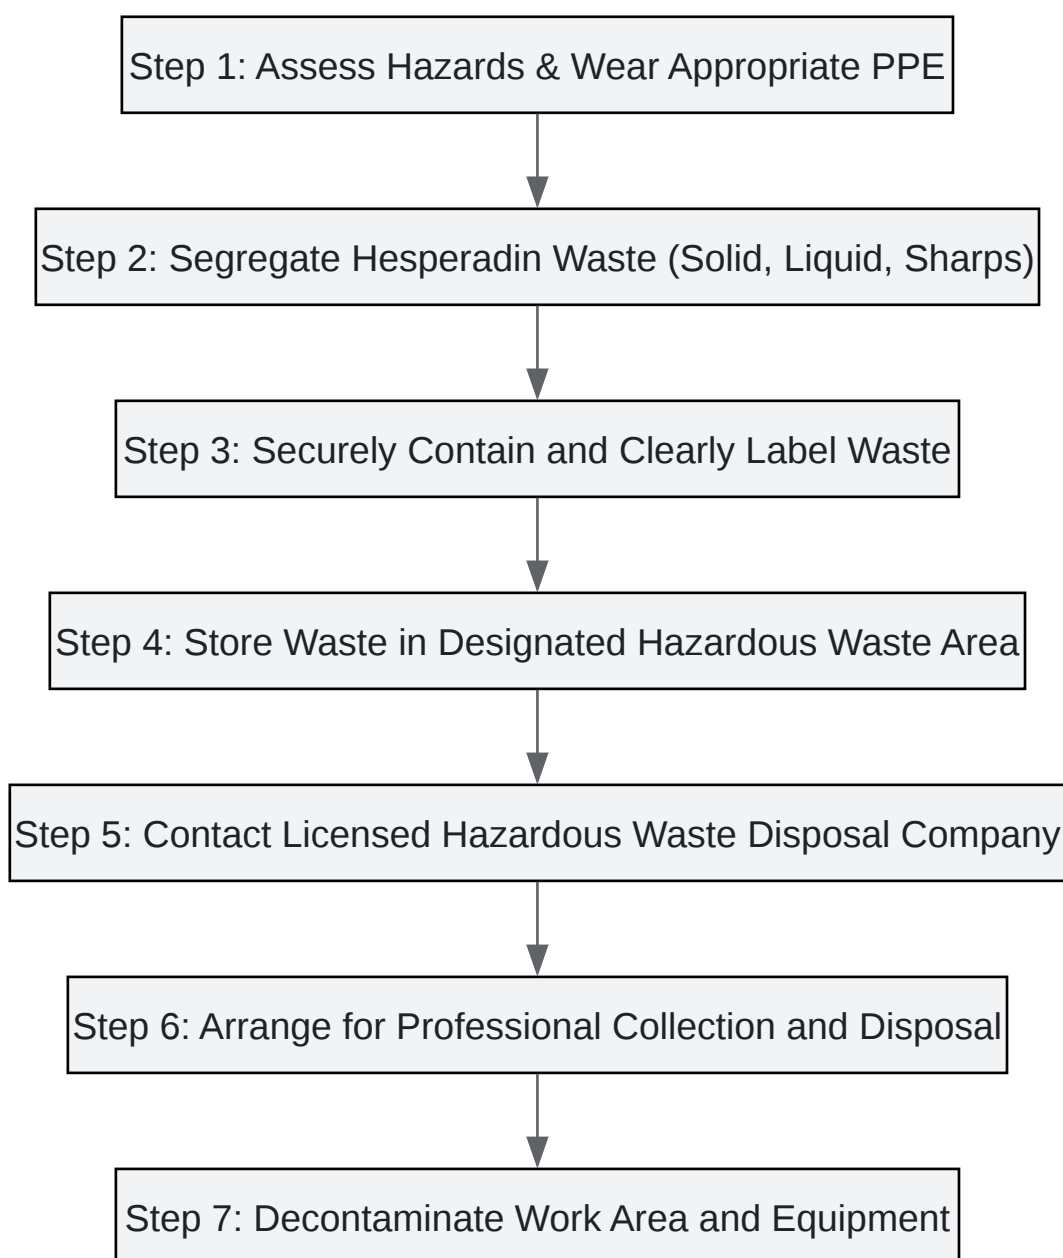 Step 1: Assess Hazards & Wear Appropriate PPE
Step 2: Segregate Hesperadin Waste (Solid, Liquid, Sharps)
Step 3: Securely Contain and Clearly Label Waste
Step 4: Store Waste in Designated Hazardous Waste Area
Step 5: Contact Licensed Hazardous Waste Disposal Company
Step 6: Arrange for Professional Collection and Disposal
Step 7: Decontaminate Work Area and Equipment